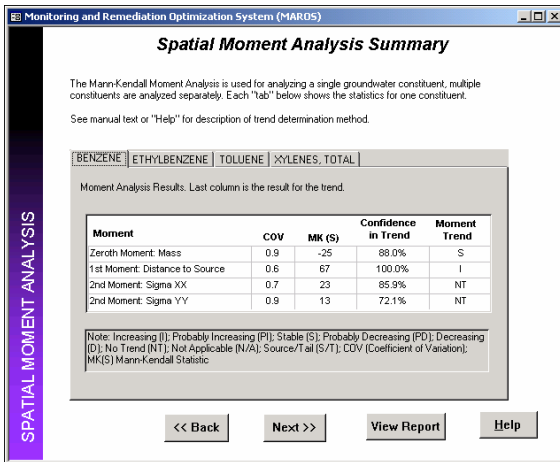 Monitoring and Remediation Optimization System (MAROS)
Spatial Moment Analysis Summary
The Mann-Kendall Moment Analysis is used for analyzing a single groundwater constituent, multiple
constituents are analyzed separately. Each "tab" below shows the statistics for one constituent.
See manual text or "Help" for description of trend determination method.
BENZENE ETHYLBENZENE TOLUENE XYLENES, TOTAL
Moment Analysis Results. Last column is the result for the trend.
Moment COV MK (S) Confidence in Trend Moment Trend
Zeroth Moment: Mass 0.9 -25 88.0% S
1st Moment: Distance to Source 0.6 67 100.0% I
2nd Moment: Sigma XX 0.7 23 85.9% NT
2nd Moment: Sigma YY 0.9 13 72.1% NT
Note: Increasing (I); Probably Increasing (PI); Stable (S); Probably Decreasing (PD); Decreasing
(D); No Trend (NT); Not Applicable (N/A); Source/Tail (S/T); COV (Coefficient of Variation);
MK(S) Mann-Kendall Statistic
SPATIAL MOMENT ANALYSIS
<< Back Next >> View Report Help